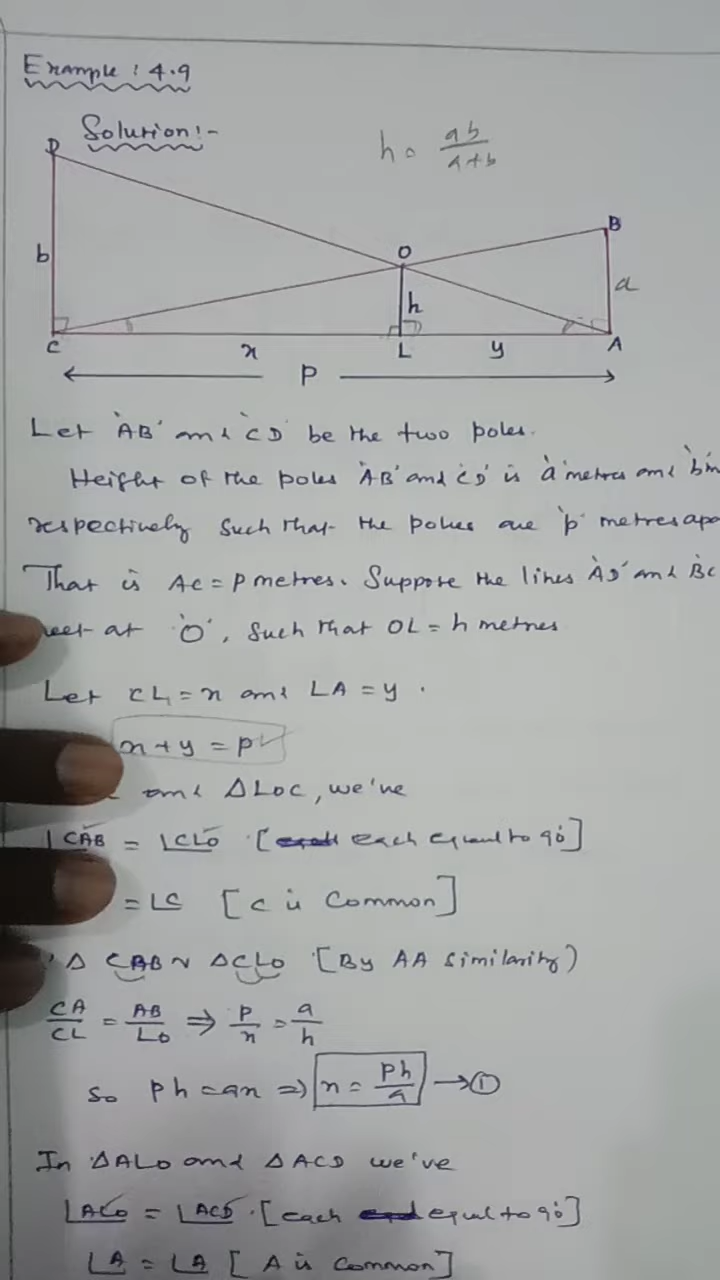 Example : 4.9
Solution:-
h = ab/a+b
D
b
C
O
h
L
B
a
A
x
y
P
Let 'AB' and 'CD' be the two poles.
Height of the poles 'AB' and 'CD' is 'a' metres and 'b'm
respectively such that the poles are 'p' metres apa
That is AC = P metres. Suppose the lines 'AD' and 'BC
eet at 'O', such that OL = h metres
Let CL = x and LA = y .
x + y = p
and ΔLOC, we've
∠CAB = ∠CLO [each equal to 90°]
= ∠C [C is Common]
Δ CAB ~ ΔCLO [By AA similarity)
CA/CL = AB/LO ⇒ P/x = a/h
So Ph = ax ⇒ x = Ph/a → ①
In ΔALO and ΔACD we've
∠ALO = ∠ACD [each equal to 90°]
∠A = ∠A [A is Common]